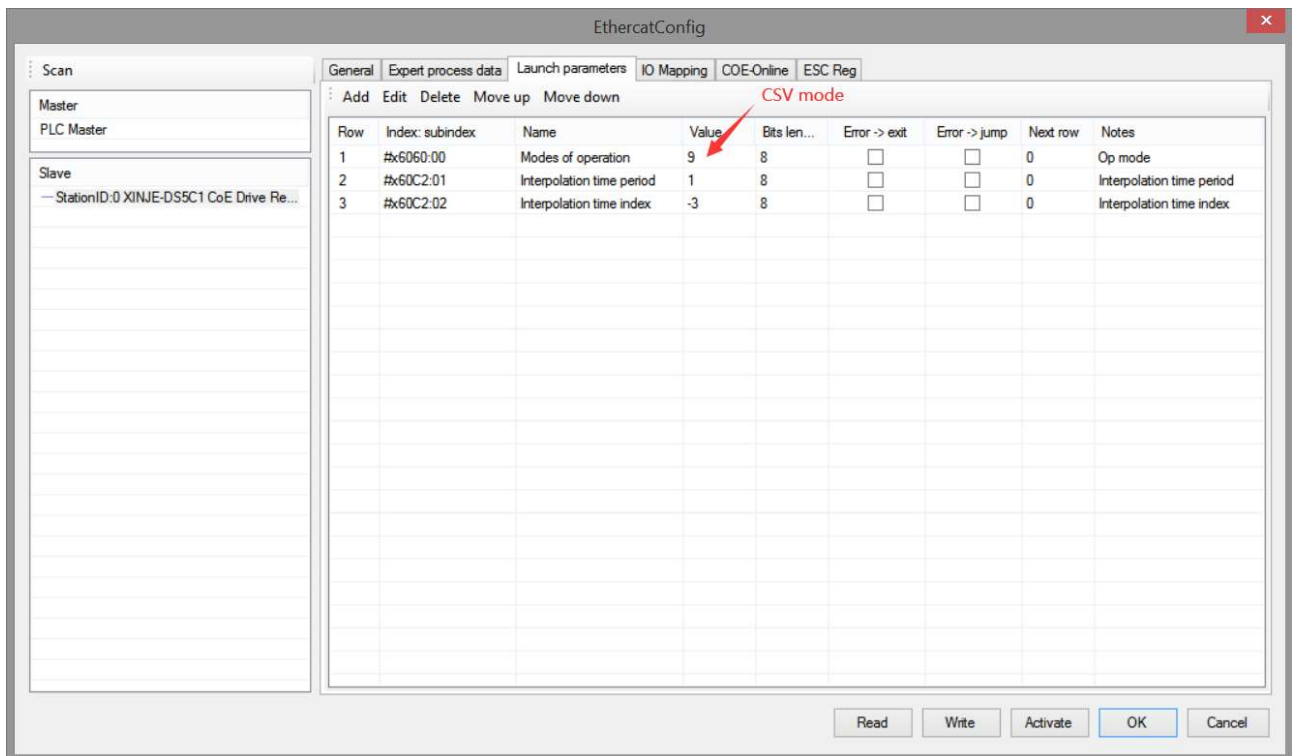 EthercatConfig
Scan
Master
PLC Master
Slave
StationID:0 XINJE-DS5C1 CoE Drive Re...
General Expert process data Launch parameters IO Mapping COE-Online ESC Reg
Add Edit Delete Move up Move down
CSV mode
Row Index: subindex Name Value Bits len... Error -> exit Error -> jump Next row Notes
1 #x6060:00 Modes of operation 9 8 0 Op mode
2 #x60C2:01 Interpolation time period 1 8 0 Interpolation time period
3 #x60C2:02 Interpolation time index -3 8 0 Interpolation time index
Read Write Activate OK Cancel